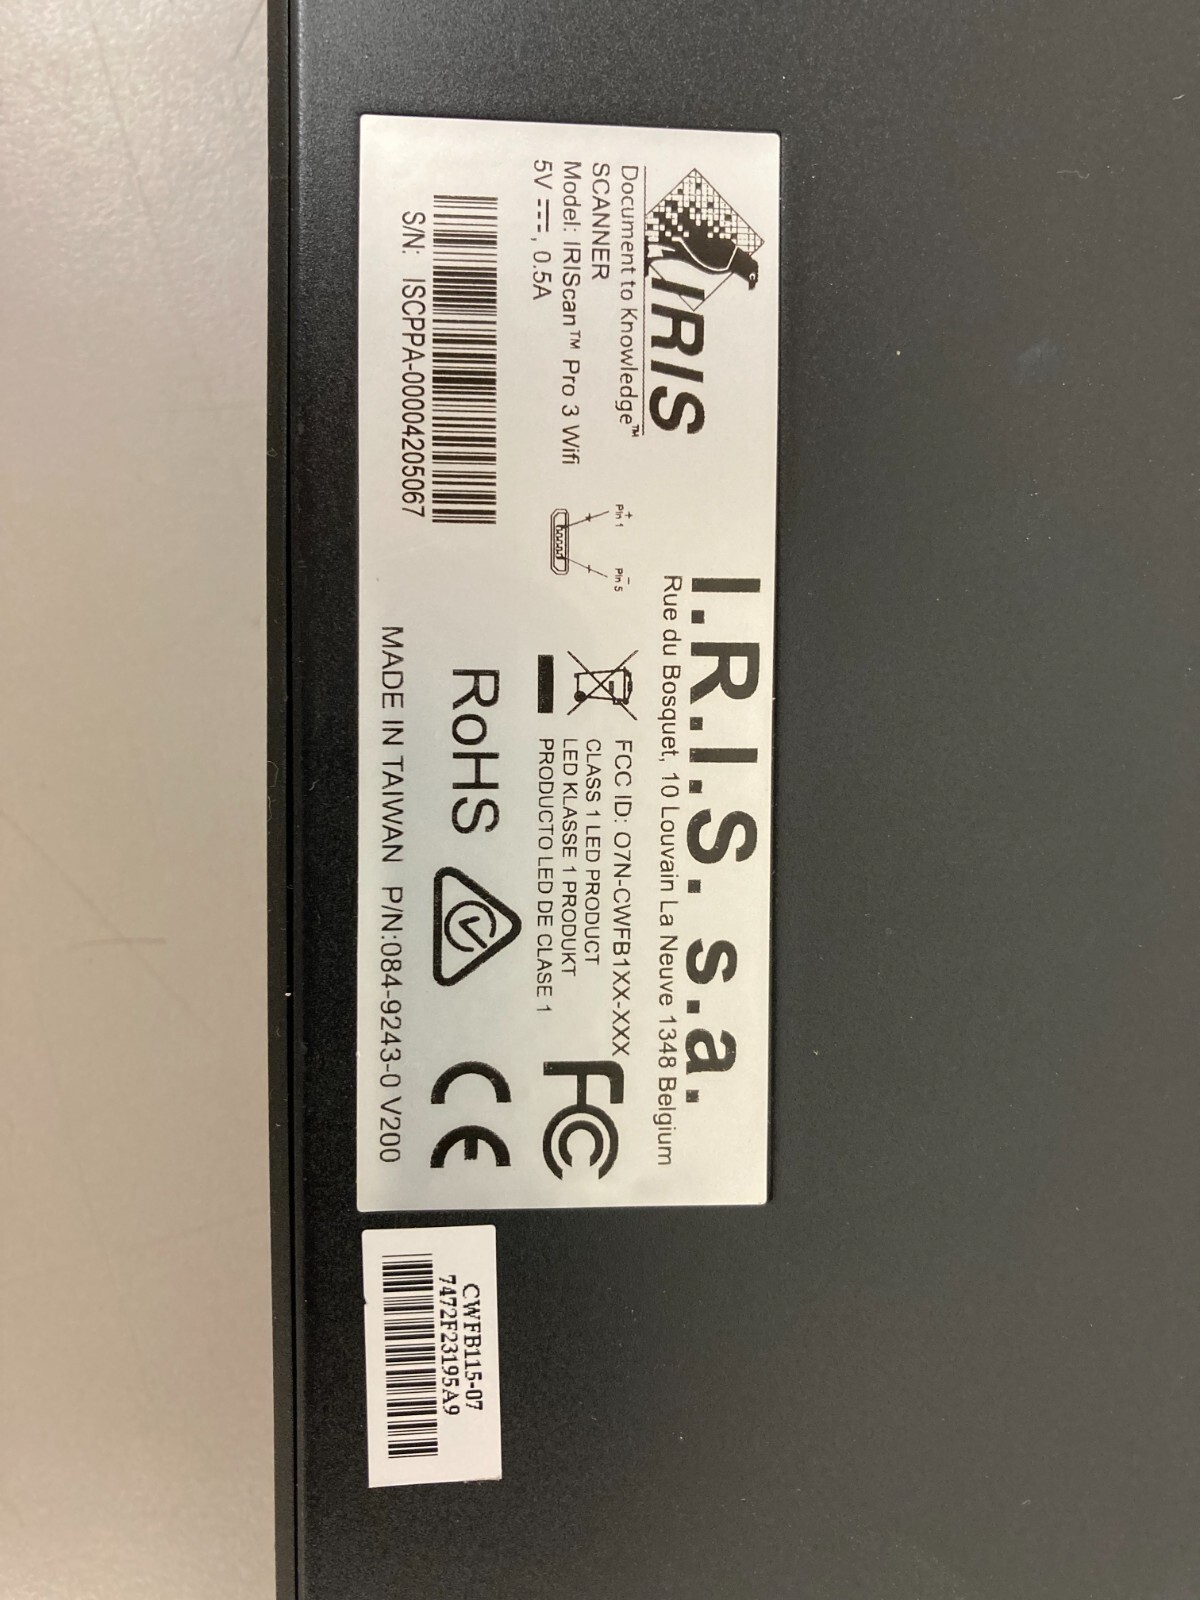 IRIS
Document to Knowledge™
SCANNER
Model: IRIScan™ Pro 3 Wifi
5V ⎓, 0.5A
S/N: ISCPPA-00004205067
I.R.I.S. s.a.
Rue du Bosquet, 10 Louvain La Neuve 1348 Belgium
+ -
Pin 1 Pin 5
FCC ID: O7N-CWFB1XX-XXX
CLASS 1 LED PRODUCT
LED KLASSE 1 PRODUKT
PRODUCTO LED DE CLASE 1
FC
RoHS
CE
MADE IN TAIWAN P/N:084-9243-0 V200
CWFB115-07
7472F23195A9